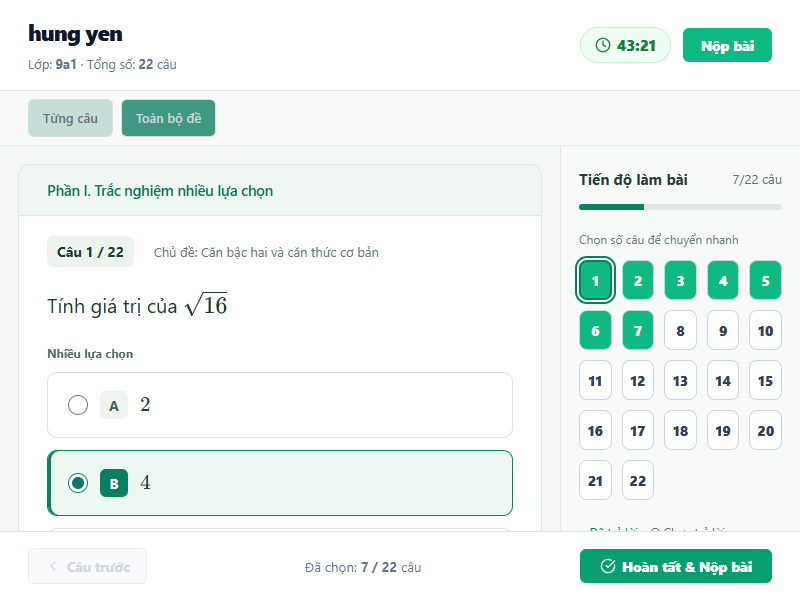 hung yen
Lớp: 9a1 · Tổng số: 22 câu
43:21
Nộp bài
Từng câu
Toàn bộ đề
Phần I. Trắc nghiệm nhiều lựa chọn
Câu 1 / 22
Chủ đề: Căn bậc hai và căn thức cơ bản
Tính giá trị của √16
Nhiều lựa chọn
A 2
B 4
Tiến độ làm bài
7/22 câu
Chọn số câu để chuyển nhanh
1 2 3 4 5
6 7 8 9 10
11 12 13 14 15
16 17 18 19 20
21 22
Câu trước
Đã chọn: 7 / 22 câu
Hoàn tất & Nộp bài